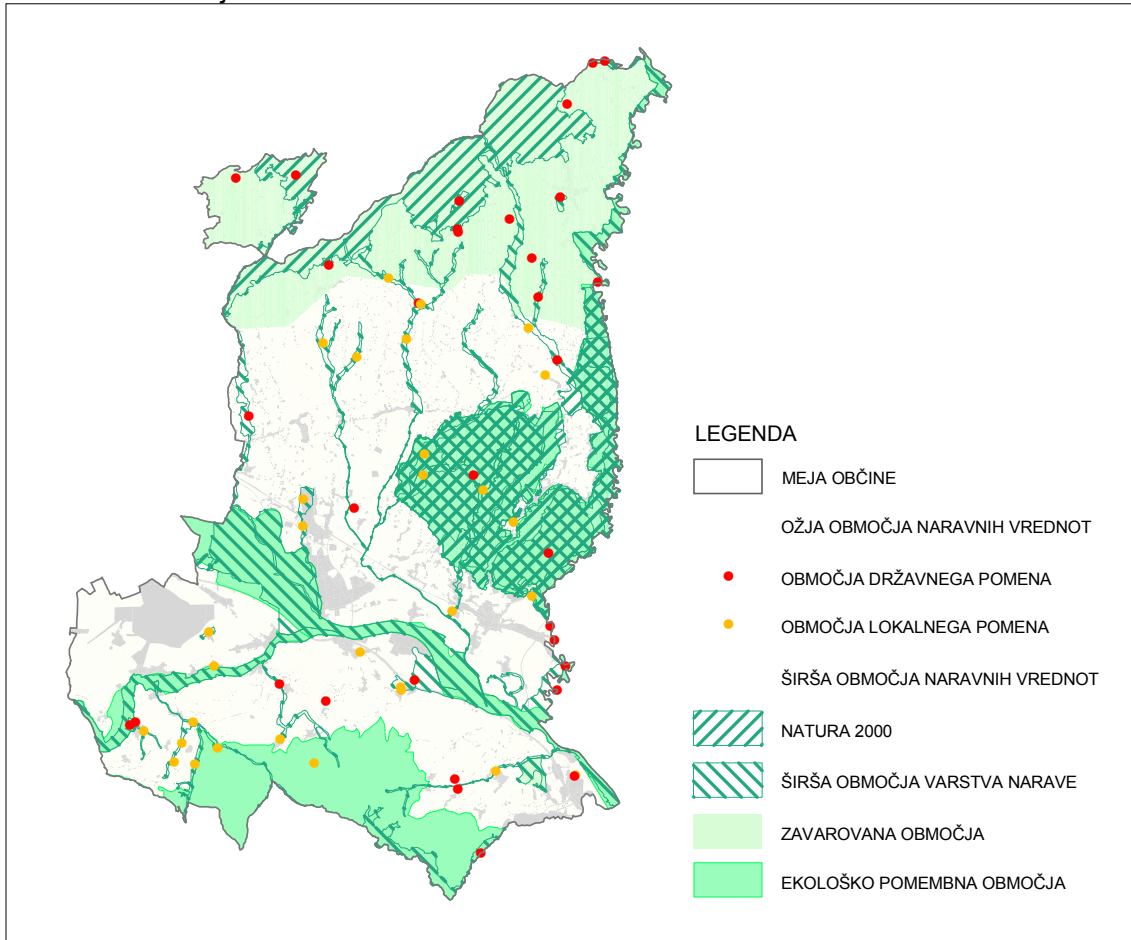 LEGENDA
MEJA OBČINE
OŽJA OBMOČJA NARAVNIH VREDNOT
OBMOČJA DRŽAVNEGA POMENA
OBMOČJA LOKALNEGA POMENA
ŠIRŠA OBMOČJA NARAVNIH VREDNOT
NATURA 2000
ŠIRŠA OBMOČJA VARSTVA NARAVE
ZAVAROVANA OBMOČJA
EKOLOŠKO POMEMBNA OBMOČJA